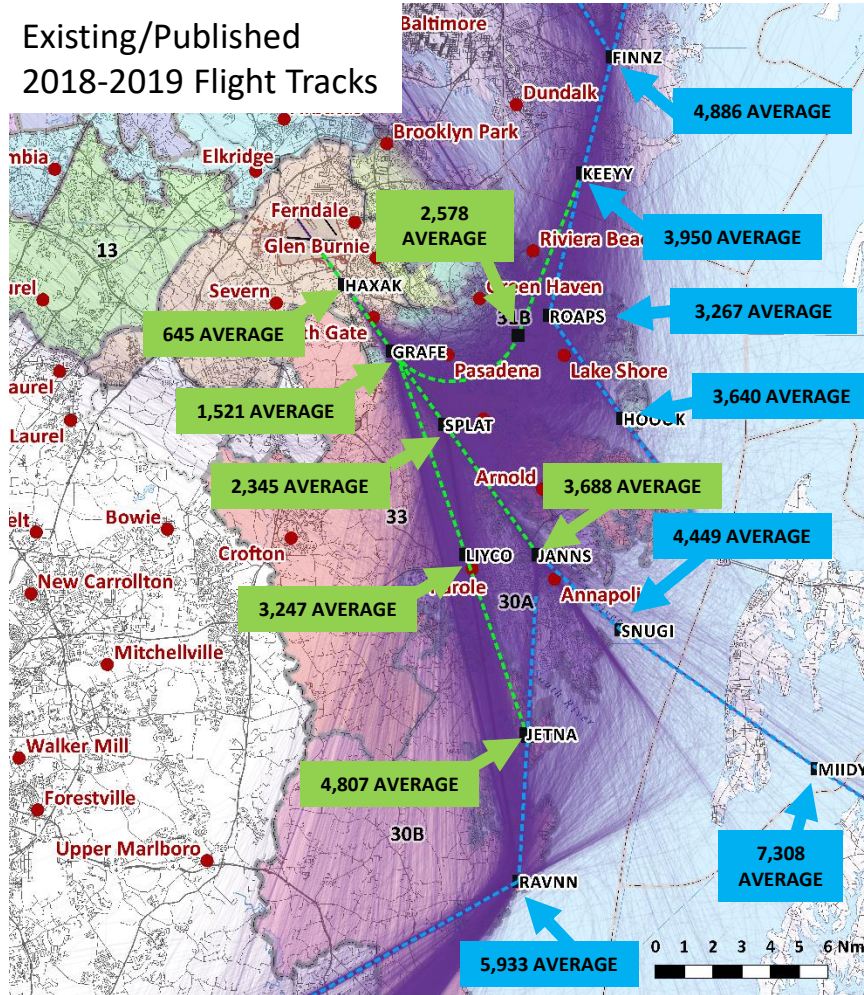 Existing/Published
2018-2019 Flight Tracks
Baltimore
FINNZ
Dundalk
4,886 AVERAGE
Brooklyn Park
Elkridge
KEEYY
Ferndale
2,578
AVERAGE
3,950 AVERAGE
13
Glen Burnie
Riviera Beac
HAXAK
Green Haven
Severn
31B
ROAPS
3,267 AVERAGE
645 AVERAGE
th Gate
GRAFE
Pasadena
Lake Shore
Laurel
1,521 AVERAGE
3,640 AVERAGE
SPLAT
Laurel
2,345 AVERAGE
Arnold
3,688 AVERAGE
33
Bowie
4,449 AVERAGE
Crofton
LIYCO
JANNS
New Carrollton
30A
Annapoli
3,247 AVERAGE
SNUGI
Mitchellville
JETNA
Walker Mill
MIIDY
4,807 AVERAGE
Forestville
30B
Upper Marlboro
7,308
AVERAGE
RAVNN
5,933 AVERAGE
0 1 2 3 4 5 6 Nm